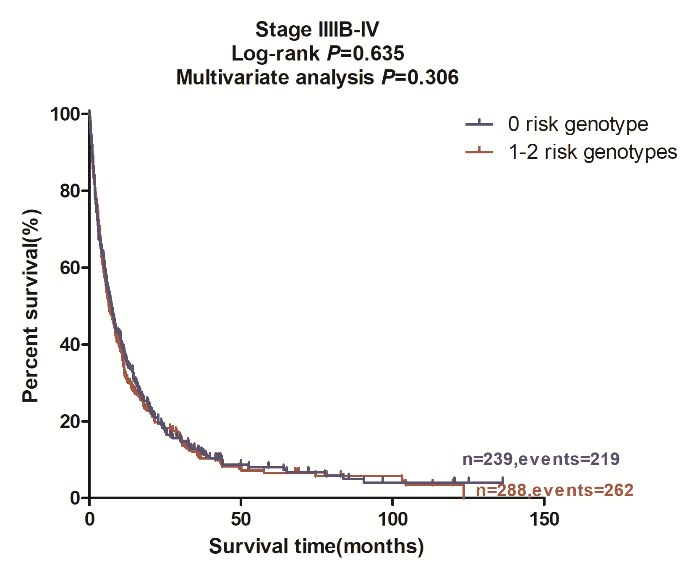 Stage IIIIB-IV
Log-rank P=0.635
Multivariate analysis P=0.306
0 risk genotype
1-2 risk genotypes
Percent survival(%)
100
80
60
40
20
0
n=239,events=219
n=288,events=262
0
50
100
150
Survival time(months)